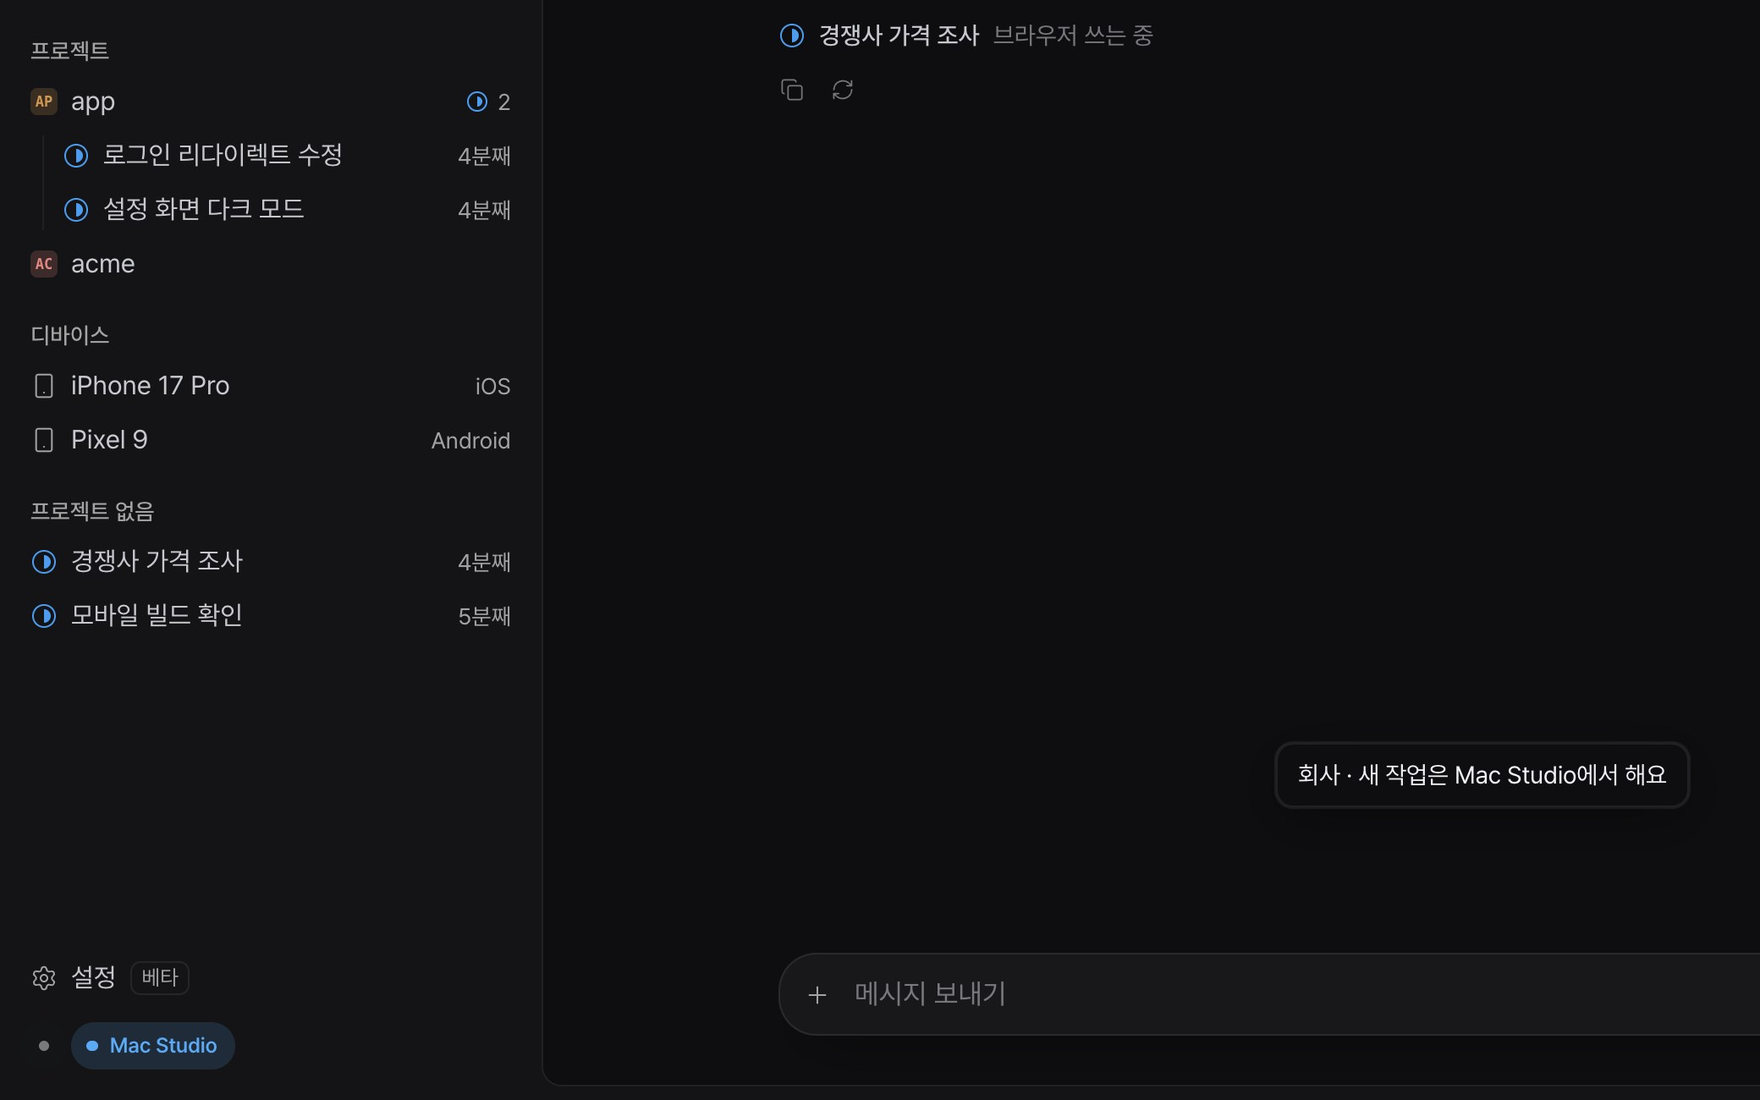 프로젝트
AP app 2
로그인 리다이렉트 수정 4분째
설정 화면 다크 모드 4분째
AC acme
디바이스
iPhone 17 Pro iOS
Pixel 9 Android
프로젝트 없음
경쟁사 가격 조사 4분째
모바일 빌드 확인 5분째
설정 베타
Mac Studio
경쟁사 가격 조사 브라우저 쓰는 중
회사 · 새 작업은 Mac Studio에서 해요
메시지 보내기